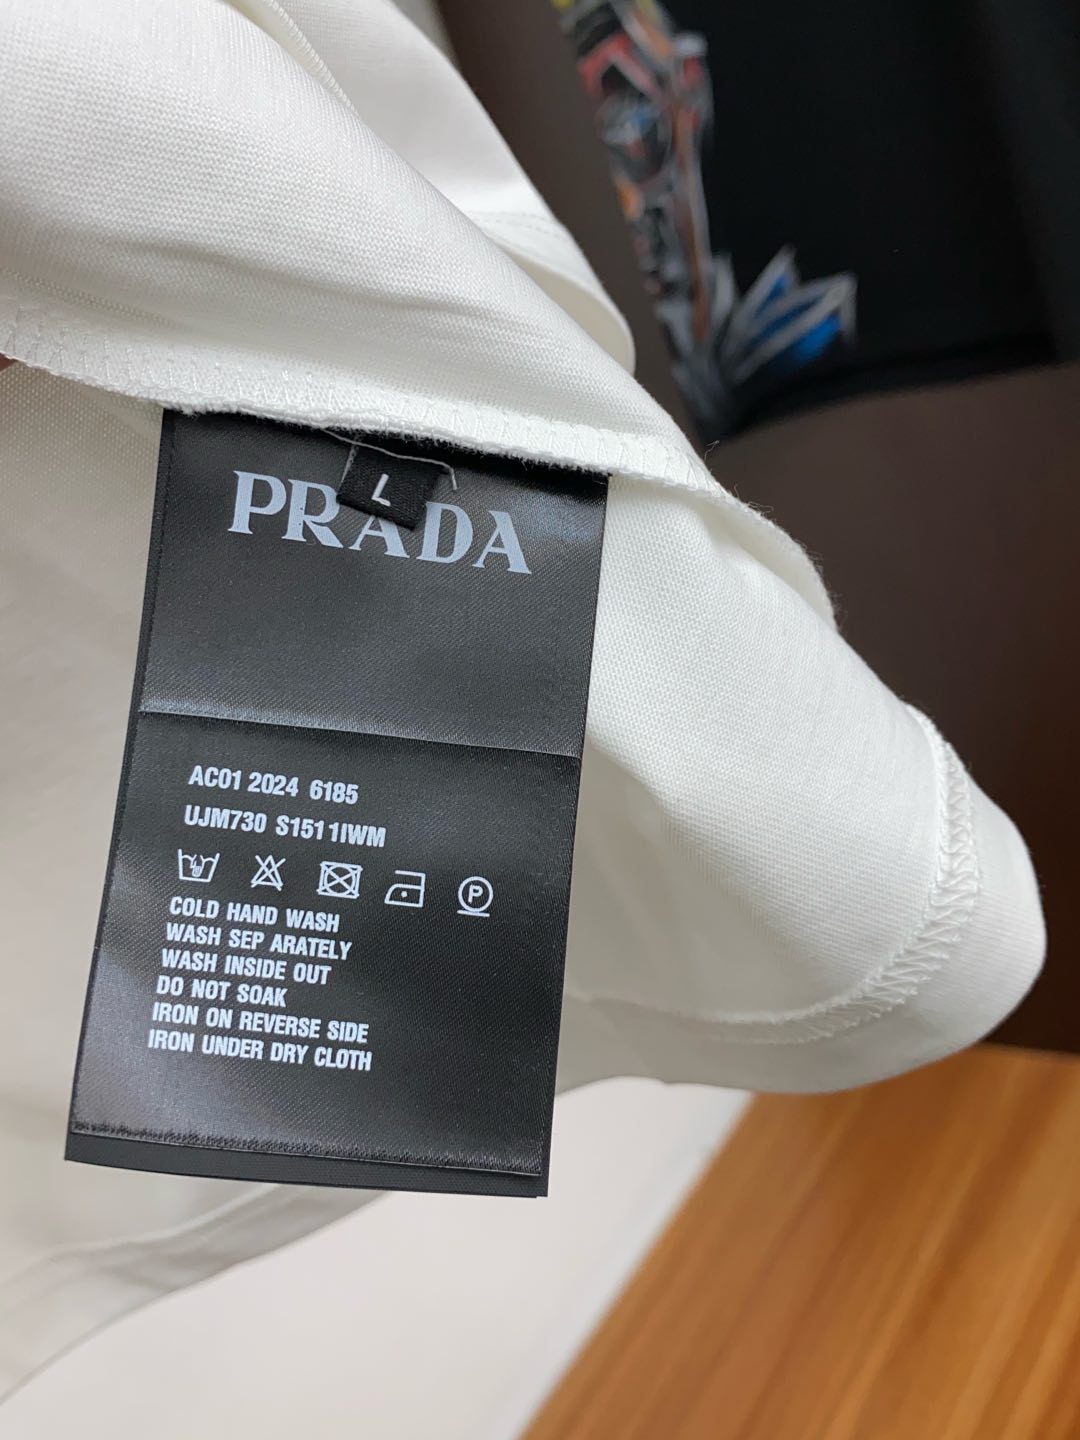 L
PRADA
AC01 2024 6185
UJM730 S151 1IWM
P
COLD HAND WASH
WASH SEP ARATELY
WASH INSIDE OUT
DO NOT SOAK
IRON ON REVERSE SIDE
IRON UNDER DRY CLOTH